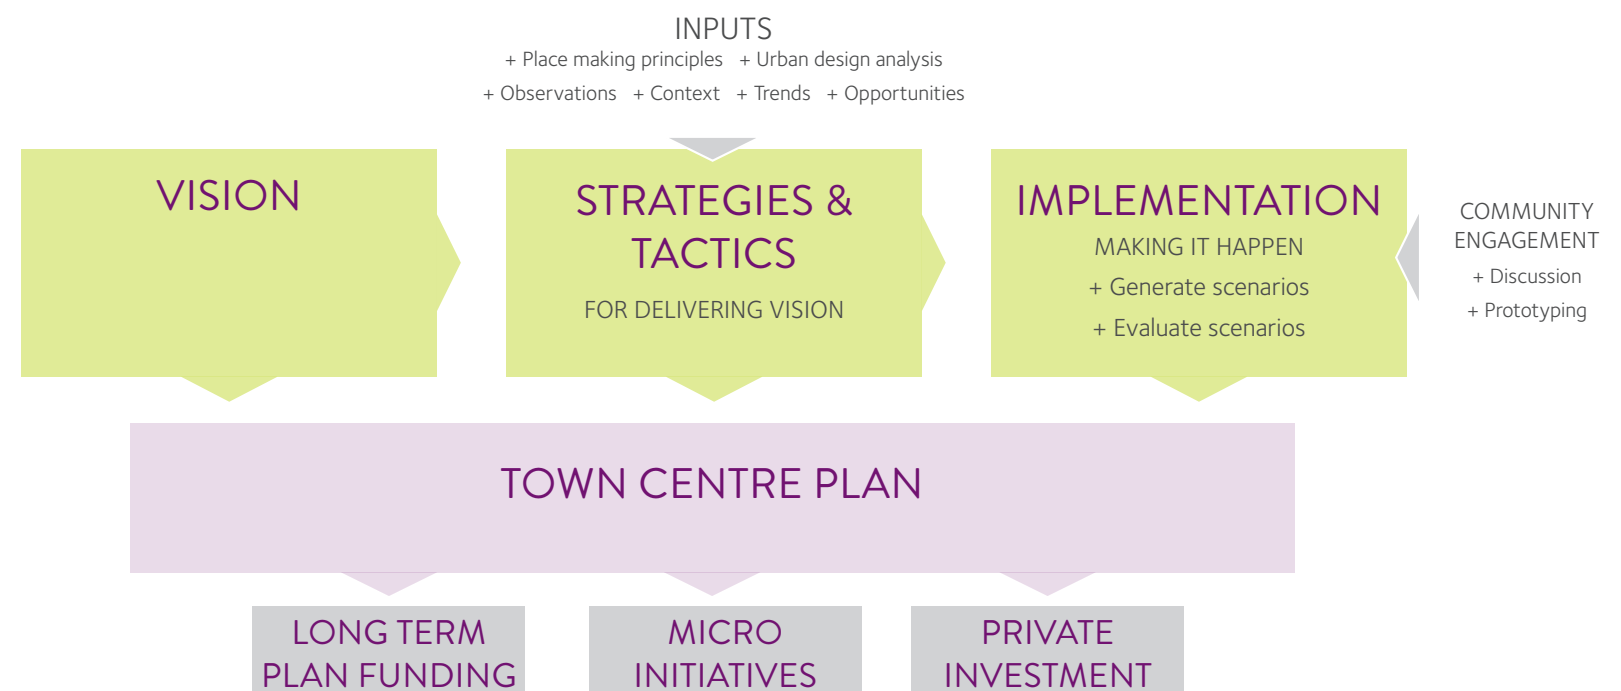 INPUTS
+ Place making principles + Urban design analysis
+ Observations + Context + Trends + Opportunities
VISION
STRATEGIES &
TACTICS
FOR DELIVERING VISION
IMPLEMENTATION
MAKING IT HAPPEN
+ Generate scenarios
+ Evaluate scenarios
COMMUNITY
ENGAGEMENT
+ Discussion
+ Prototyping
TOWN CENTRE PLAN
LONG TERM
PLAN FUNDING
MICRO
INITIATIVES
PRIVATE
INVESTMENT